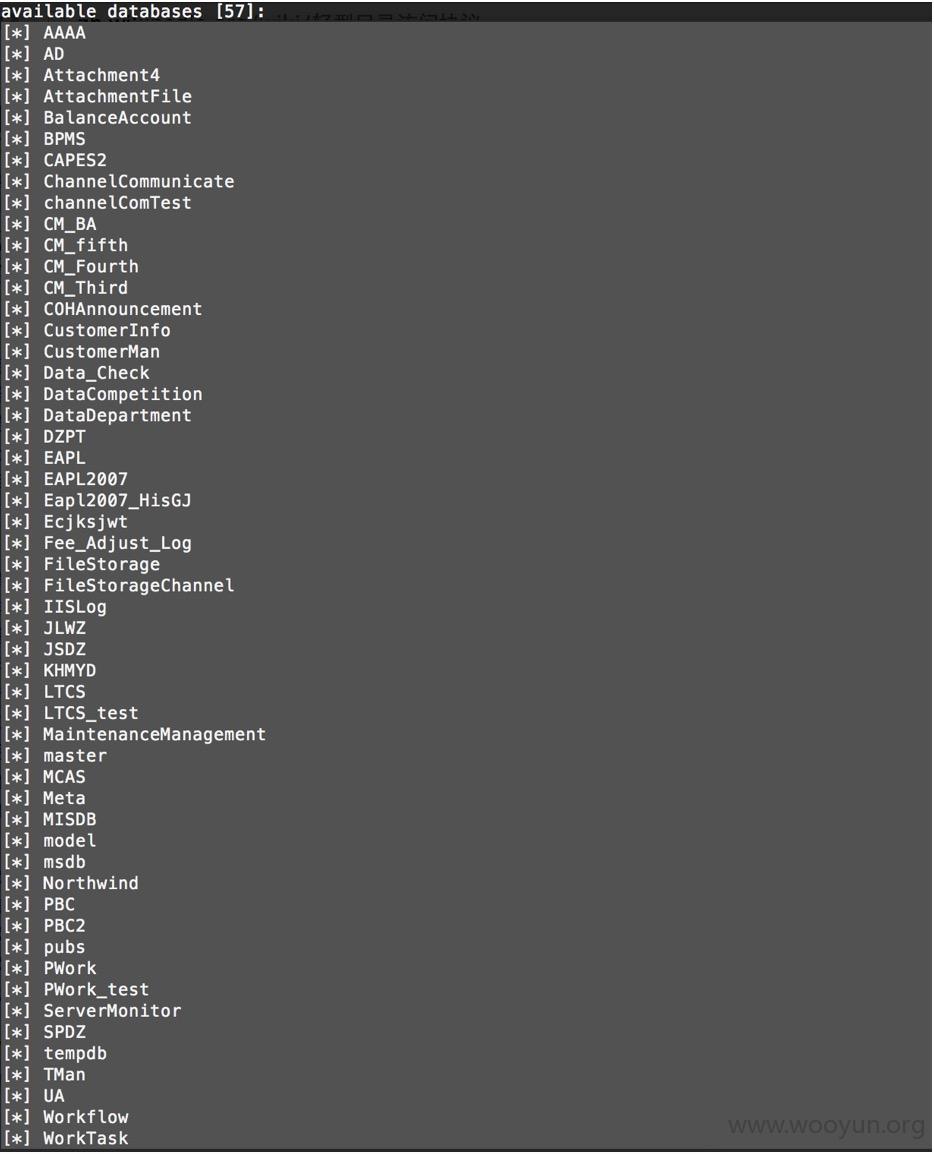 available databases [57]:
[*] AAAA
[*] AD
[*] Attachment4
[*] AttachmentFile
[*] BalanceAccount
[*] BPMS
[*] CAPES2
[*] ChannelCommunicate
[*] channelComTest
[*] CM_BA
[*] CM_fifth
[*] CM_Fourth
[*] CM_Third
[*] COHAnnouncement
[*] CustomerInfo
[*] CustomerMan
[*] Data_Check
[*] DataCompetition
[*] DataDepartment
[*] DZPT
[*] EAPL
[*] EAPL2007
[*] Eapl2007_HisGJ
[*] Ecjksjwt
[*] Fee_Adjust_Log
[*] FileStorage
[*] FileStorageChannel
[*] IISLog
[*] JLWZ
[*] JSDZ
[*] KHMYD
[*] LTCS
[*] LTCS_test
[*] MaintenanceManagement
[*] master
[*] MCAS
[*] Meta
[*] MISDB
[*] model
[*] msdb
[*] Northwind
[*] PBC
[*] PBC2
[*] pubs
[*] PWork
[*] PWork_test
[*] ServerMonitor
[*] SPDZ
[*] tempdb
[*] TMan
[*] UA
[*] Workflow
[*] WorkTask
www.wooyun.org